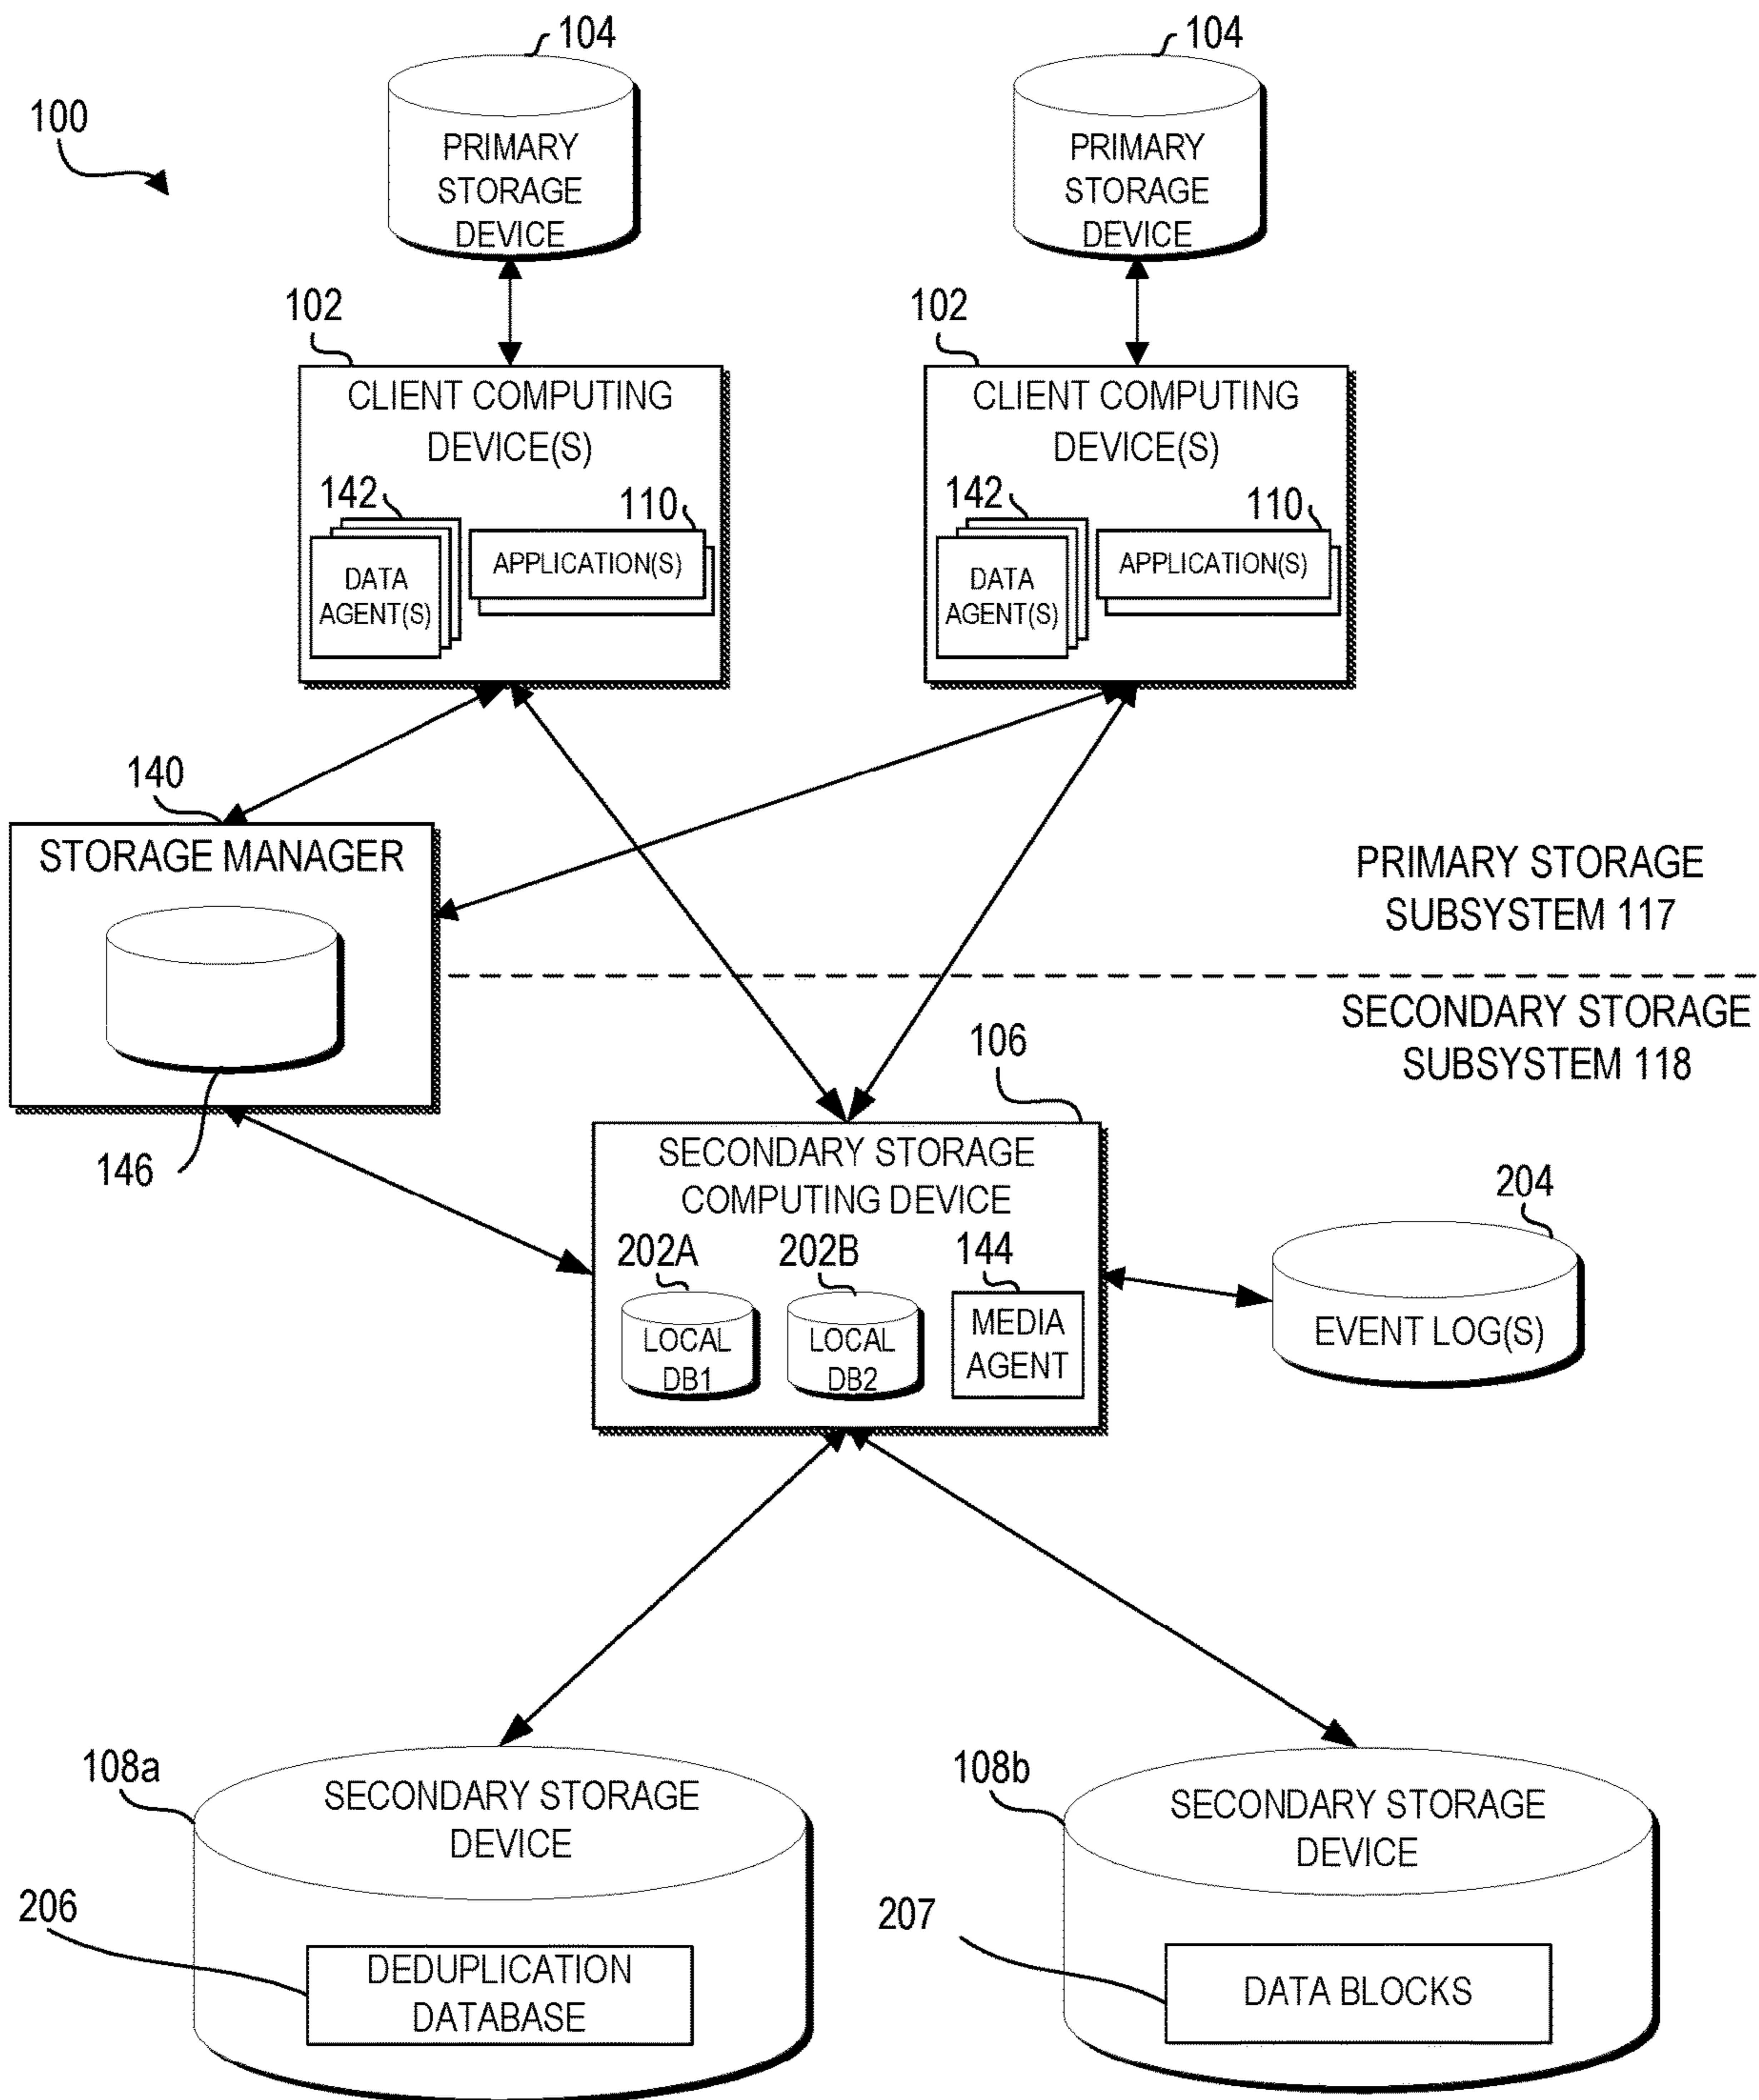 104
104
100
PRIMARY
STORAGE
DEVICE
PRIMARY
STORAGE
DEVICE
102
102
CLIENT COMPUTING
DEVICE(S)
142
110
DATA
AGENT(S)
APPLICATION(S)
CLIENT COMPUTING
DEVICE(S)
142
110
DATA
AGENT(S)
APPLICATION(S)
140
STORAGE MANAGER
146
PRIMARY STORAGE
SUBSYSTEM 117
SECONDARY STORAGE
SUBSYSTEM 118
106
SECONDARY STORAGE
COMPUTING DEVICE
202A
202B
144
LOCAL
DB1
LOCAL
DB2
MEDIA
AGENT
204
EVENT LOG(S)
108a
SECONDARY STORAGE
DEVICE
206
DEDUPLICATION
DATABASE
108b
SECONDARY STORAGE
DEVICE
207
DATA BLOCKS